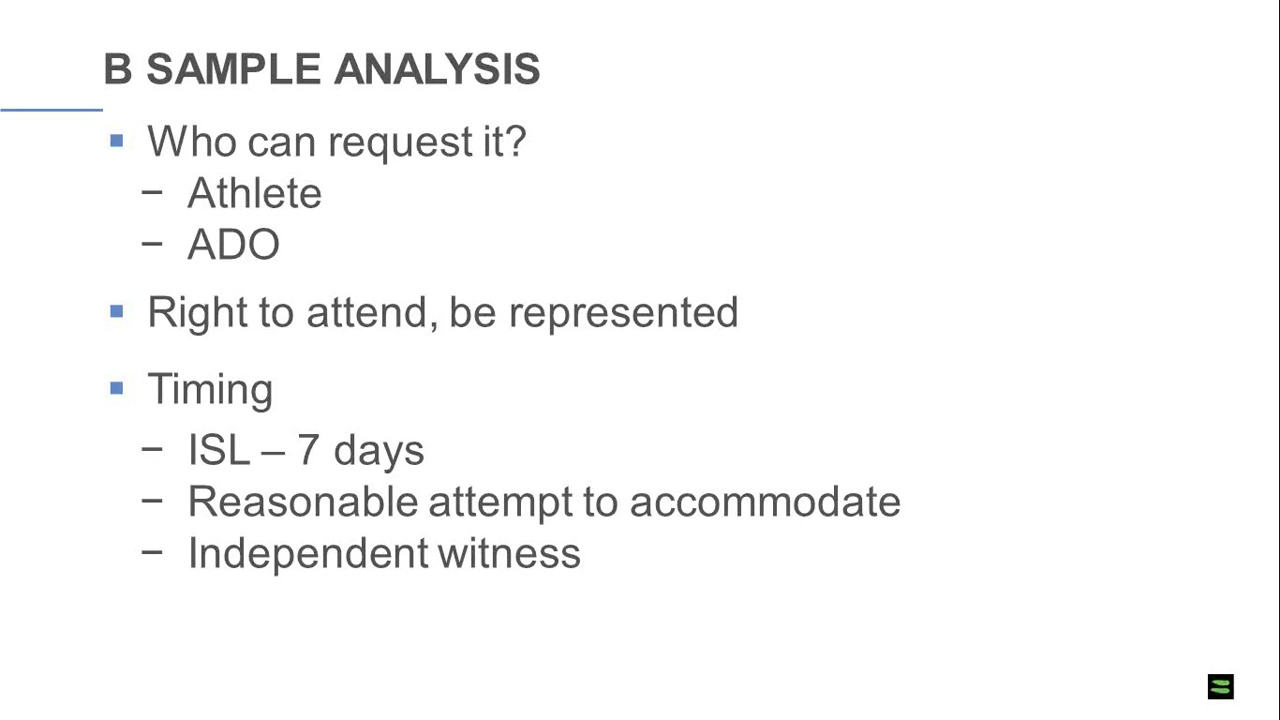 B SAMPLE ANALYSIS
▪ Who can request it?
− Athlete
− ADO
▪ Right to attend, be represented
▪ Timing
− ISL – 7 days
− Reasonable attempt to accommodate
− Independent witness